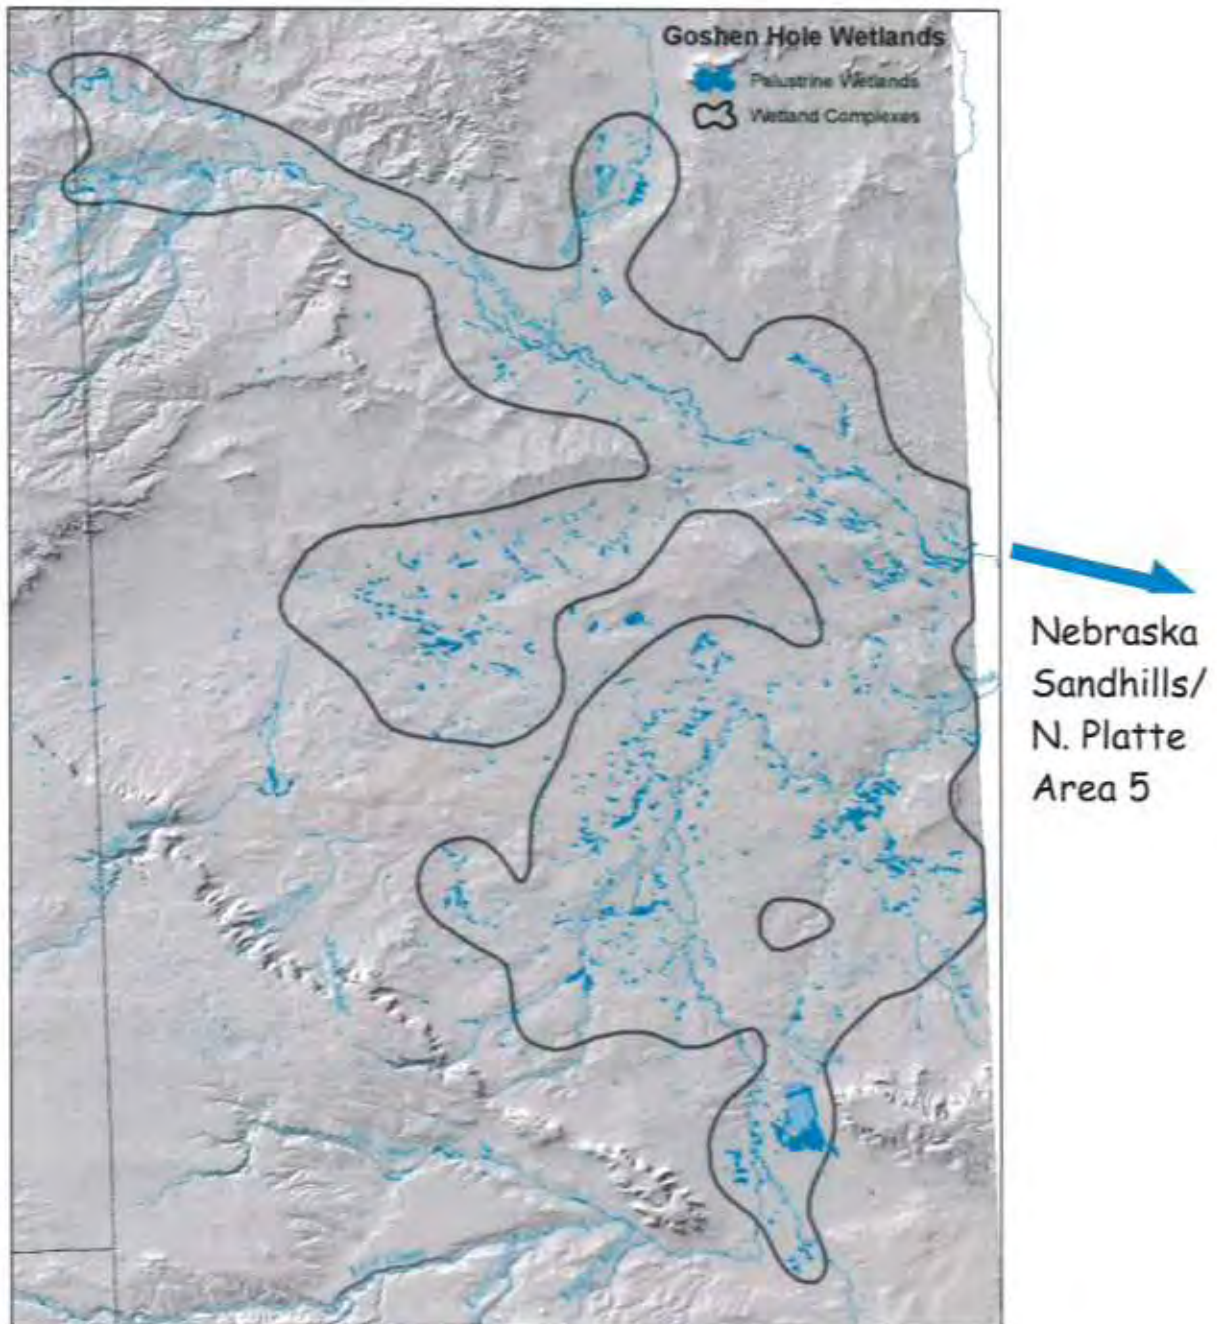 Goshen Hole Wetlands
Palustrine Wetlands
Wetland Complexes
Nebraska
Sandhills/
N. Platte
Area 5